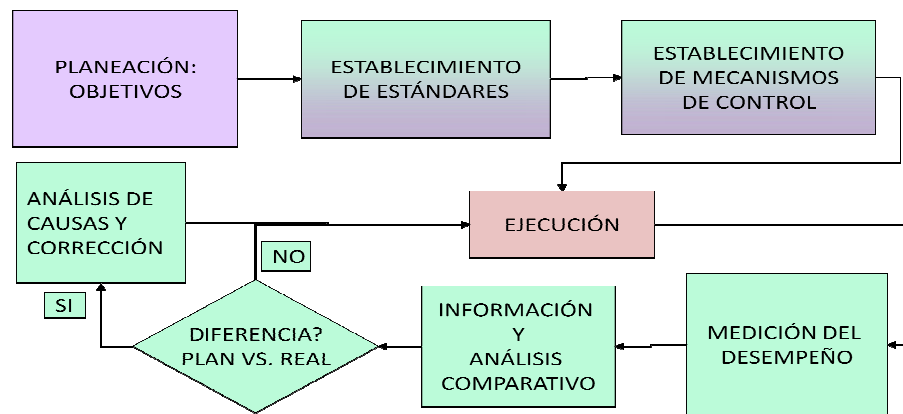 PLANEACIÓN:
OBJETIVOS
ESTABLECIMIENTO
DE ESTÁNDARES
ESTABLECIMIENTO
DE MECANISMOS
DE CONTROL
ANÁLISIS DE
CAUSAS Y
CORRECCIÓN
EJECUCIÓN
NO
SI
DIFERENCIA?
PLAN VS. REAL
INFORMACIÓN
Y
ANÁLISIS
COMPARATIVO
MEDICIÓN DEL
DESEMPEÑO